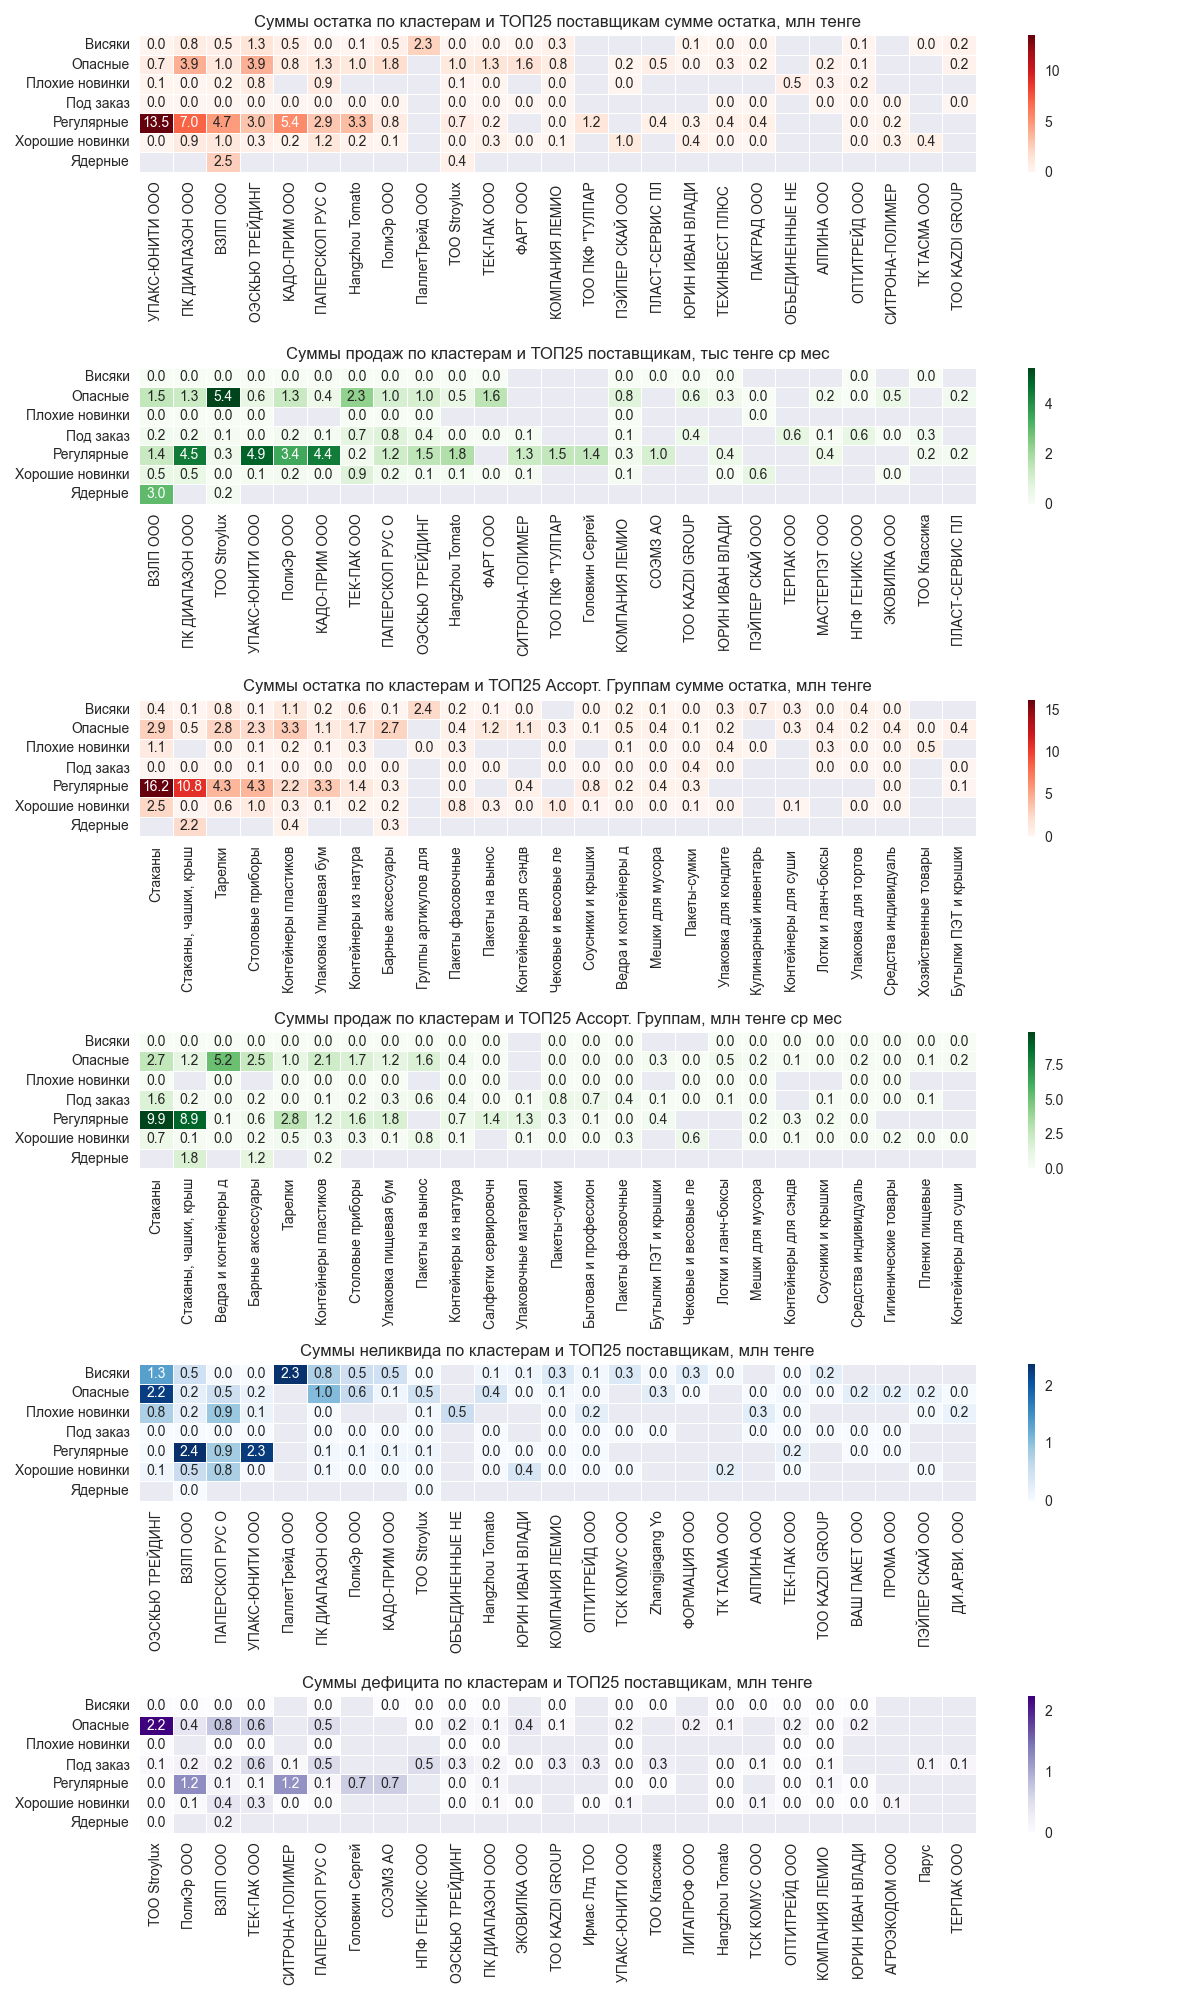 Суммы остатка по кластерам и ТОП25 поставщикам сумме остатка, млн тенге
Висяки 0.0 0.8 0.5 1.3 0.5 0.0 0.1 0.5 2.3 0.0 0.0 0.0 0.3 0.1 0.0 0.0 0.1 0.0 0.2
Опасные 0.7 3.9 1.0 3.9 0.8 1.3 1.0 1.8 1.0 1.3 1.6 0.8 0.2 0.5 0.2 0.3 0.2 0.2 0.1 0.2
Плохие новинки 0.1 0.0 0.2 0.8 0.9 0.1 0.0 0.0 0.0 0.5 0.3 0.2
Под заказ 0.0 0.0 0.0 0.0 0.0 0.0 0.0 0.0 0.0 0.0 0.0 0.0 0.0 0.0 0.0 0.0 0.0 0.0
Регулярные 13.5 7.0 4.7 3.0 5.4 2.9 3.3 0.8 0.7 0.2 0.0 1.2 0.4 0.3 0.4 0.4 0.0 0.2
Хорошие новинки 0.0 0.9 1.0 0.3 0.2 1.2 0.2 0.1 0.0 0.3 0.0 0.1 1.0 0.4 0.0 0.0 0.0 0.3 0.4
Ядерные 2.5 0.4
10
5
0
УПАКС-ЮНИТИ ООО
ПК ДИАПАЗОН ООО
ВЗЛП ООО
ОЭСКЬЮ ТРЕЙДИНГ
КАДО-ПРИМ ООО
ПАПЕРСКОП РУС О
Hangzhou Tomato
ПолиЭр ООО
ПаллетТрейд ООО
ТОО Stroylux
ТЕК-ПАК ООО
ФАРТ ООО
КОМПАНИЯ ЛЕМИО
ТОО ПКФ "ТУЛПАР
ПЭЙПЕР СКАЙ ООО
ПЛАСТ-СЕРВИС ПЛ
ЮРИН ИВАН ВЛАДИ
ТЕХИНВЕСТ ПЛЮС
ПАКГРАД ООО
ОБЪЕДИНЕННЫЕ НЕ
АЛПИНА ООО
ОПТИТРЕЙД ООО
СИТРОНА-ПОЛИМЕР
ТК ТАСМА ООО
ТОО KAZDI GROUP
Суммы продаж по кластерам и ТОП25 поставщикам, тыс тенге ср мес
Висяки 0.0 0.0 0.0 0.0 0.0 0.0 0.0 0.0 0.0 0.0 0.0 0.0 0.0 0.0 0.0 0.0 0.0
Опасные 1.5 1.3 5.4 0.6 1.3 0.4 2.3 1.0 1.0 0.5 1.6 0.8 0.6 0.3 0.0 0.2 0.0 0.5 0.2
Плохие новинки 0.0 0.0 0.0 0.0 0.0 0.0 0.0 0.0 0.0
Под заказ 0.2 0.2 0.1 0.0 0.2 0.1 0.7 0.8 0.4 0.0 0.0 0.1 0.1 0.4 0.6 0.1 0.6 0.0 0.3
Регулярные 1.4 4.5 0.3 4.9 3.4 4.4 0.2 1.2 1.5 1.8 1.3 1.5 1.4 0.3 1.0 0.4 0.4 0.2 0.2
Хорошие новинки 0.5 0.5 0.0 0.1 0.2 0.0 0.9 0.2 0.1 0.1 0.0 0.1 0.1 0.0 0.6 0.0
Ядерные 3.0 0.2
4
2
0
ВЗЛП ООО
ПК ДИАПАЗОН ООО
ТОО Stroylux
УПАКС-ЮНИТИ ООО
ПолиЭр ООО
КАДО-ПРИМ ООО
ТЕК-ПАК ООО
ПАПЕРСКОП РУС О
ОЭСКЬЮ ТРЕЙДИНГ
Hangzhou Tomato
ФАРТ ООО
СИТРОНА-ПОЛИМЕР
ТОО ПКФ "ТУЛПАР
Головкин Сергей
КОМПАНИЯ ЛЕМИО
СОЭМЗ АО
ТОО KAZDI GROUP
ЮРИН ИВАН ВЛАДИ
ПЭЙПЕР СКАЙ ООО
ТЕРПАК ООО
МАСТЕРПЭТ ООО
НПФ ГЕНИКС ООО
ЭКОВИЛКА ООО
ТОО Классика
ПЛАСТ-СЕРВИС ПЛ
Суммы остатка по кластерам и ТОП25 Ассорт. Группам сумме остатка, млн тенге
Висяки 0.4 0.1 0.8 0.1 1.1 0.2 0.6 0.1 2.4 0.2 0.1 0.0 0.0 0.2 0.1 0.0 0.3 0.7 0.3 0.0 0.4 0.0
Опасные 2.9 0.5 2.8 2.3 3.3 1.1 1.7 2.7 0.4 1.2 1.1 0.3 0.1 0.5 0.4 0.1 0.2 0.3 0.4 0.2 0.4 0.0 0.4
Плохие новинки 1.1 0.0 0.1 0.2 0.1 0.3 0.0 0.3 0.0 0.1 0.0 0.0 0.4 0.0 0.3 0.0 0.0 0.5
Под заказ 0.0 0.0 0.0 0.1 0.0 0.0 0.0 0.0 0.0 0.0 0.0 0.0 0.0 0.0 0.4 0.0 0.0 0.0 0.0 0.0
Регулярные 16.2 10.8 4.3 4.3 2.2 3.3 1.4 0.3 0.0 0.4 0.8 0.2 0.4 0.3 0.0 0.1
Хорошие новинки 2.5 0.0 0.6 1.0 0.3 0.1 0.2 0.2 0.8 0.3 0.0 1.0 0.1 0.0 0.0 0.1 0.0 0.1 0.0 0.0
Ядерные 2.2 0.4 0.3
15
10
5
0
Стаканы
Стаканы, чашки, крыш
Тарелки
Столовые приборы
Контейнеры пластиков
Упаковка пищевая бум
Контейнеры из натура
Барные аксессуары
Группы артикулов для
Пакеты фасовочные
Пакеты на вынос
Контейнеры для сэндв
Чековые и весовые ле
Соусники и крышки
Ведра и контейнеры д
Мешки для мусора
Пакеты-сумки
Упаковка для кондите
Кулинарный инвентарь
Контейнеры для суши
Лотки и ланч-боксы
Упаковка для тортов
Средства индивидуаль
Хозяйственные товары
Бутылки ПЭТ и крышки
Суммы продаж по кластерам и ТОП25 Ассорт. Группам, млн тенге ср мес
Висяки 0.0 0.0 0.0 0.0 0.0 0.0 0.0 0.0 0.0 0.0 0.0 0.0 0.0 0.0 0.0 0.0 0.0 0.0 0.0 0.0 0.0 0.0 0.0
Опасные 2.7 1.2 5.2 2.5 1.0 2.1 1.7 1.2 1.6 0.4 0.0 0.0 0.0 0.0 0.3 0.0 0.5 0.2 0.1 0.0 0.2 0.0 0.1 0.2
Плохие новинки 0.0 0.0 0.0 0.0 0.0 0.0 0.0 0.0 0.0 0.0 0.0 0.0 0.0 0.0 0.0 0.0 0.0
Под заказ 1.6 0.2 0.0 0.2 0.0 0.1 0.2 0.3 0.6 0.4 0.0 0.1 0.8 0.7 0.4 0.1 0.0 0.1 0.0 0.1 0.0 0.0 0.1
Регулярные 9.9 8.9 0.1 0.6 2.8 1.2 1.6 1.8 0.7 1.4 1.3 0.3 0.1 0.0 0.4 0.2 0.3 0.2 0.0
Хорошие новинки 0.7 0.1 0.0 0.2 0.5 0.3 0.3 0.1 0.8 0.1 0.1 0.0 0.0 0.3 0.6 0.0 0.1 0.0 0.0 0.2 0.0 0.0
Ядерные 1.8 1.2 0.2
7.5
5.0
2.5
0.0
Стаканы
Стаканы, чашки, крыш
Ведра и контейнеры д
Барные аксессуары
Тарелки
Контейнеры пластиков
Столовые приборы
Упаковка пищевая бум
Пакеты на вынос
Контейнеры из натура
Салфетки сервировочн
Упаковочные материал
Пакеты-сумки
Бытовая и профессион
Пакеты фасовочные
Бутылки ПЭТ и крышки
Чековые и весовые ле
Лотки и ланч-боксы
Мешки для мусора
Контейнеры для сэндв
Соусники и крышки
Средства индивидуаль
Гигиенические товары
Пленки пищевые
Контейнеры для суши
Суммы неликвида по кластерам и ТОП25 поставщикам, млн тенге
Висяки 1.3 0.5 0.0 0.0 2.3 0.8 0.5 0.5 0.0 0.1 0.1 0.3 0.1 0.3 0.0 0.3 0.0 0.0 0.2
Опасные 2.2 0.2 0.5 0.2 1.0 0.6 0.1 0.5 0.4 0.0 0.1 0.0 0.3 0.0 0.0 0.0 0.0 0.2 0.2 0.2 0.0
Плохие новинки 0.8 0.2 0.9 0.1 0.0 0.1 0.5 0.0 0.2 0.3 0.0 0.0 0.2
Под заказ 0.0 0.0 0.0 0.0 0.0 0.0 0.0 0.0 0.0 0.0 0.0 0.0 0.0 0.0 0.0 0.0 0.0 0.0 0.0
Регулярные 0.0 2.4 0.9 2.3 0.1 0.1 0.1 0.1 0.0 0.0 0.0 0.0 0.2 0.0 0.0
Хорошие новинки 0.1 0.5 0.8 0.0 0.1 0.0 0.0 0.0 0.0 0.4 0.0 0.0 0.0 0.2 0.0 0.0
Ядерные 0.0 0.0
2
1
0
ОЭСКЬЮ ТРЕЙДИНГ
ВЗЛП ООО
ПАПЕРСКОП РУС О
УПАКС-ЮНИТИ ООО
ПаллетТрейд ООО
ПК ДИАПАЗОН ООО
ПолиЭр ООО
КАДО-ПРИМ ООО
ТОО Stroylux
ОБЪЕДИНЕННЫЕ НЕ
Hangzhou Tomato
ЮРИН ИВАН ВЛАДИ
КОМПАНИЯ ЛЕМИО
ОПТИТРЕЙД ООО
ТСК КОМУС ООО
Zhangjiagang Yo
ФОРМАЦИЯ ООО
ТК ТАСМА ООО
АЛПИНА ООО
ТЕК-ПАК ООО
ТОО KAZDI GROUP
ВАШ ПАКЕТ ООО
ПРОМА ООО
ПЭЙПЕР СКАЙ ООО
ДИ.АР.ВИ. ООО
Суммы дефицита по кластерам и ТОП25 поставщикам, млн тенге
Висяки 0.0 0.0 0.0 0.0 0.0 0.0 0.0 0.0 0.0 0.0 0.0 0.0 0.0 0.0 0.0 0.0 0.0 0.0
Опасные 2.2 0.4 0.8 0.6 0.5 0.0 0.2 0.1 0.4 0.1 0.2 0.2 0.1 0.2 0.0 0.2
Плохие новинки 0.0 0.0 0.0 0.0 0.0 0.0 0.0 0.0 0.0
Под заказ 0.1 0.2 0.2 0.6 0.1 0.5 0.5 0.3 0.2 0.0 0.3 0.3 0.0 0.3 0.0 0.1 0.0 0.1 0.1 0.1
Регулярные 0.0 1.2 0.1 0.1 1.2 0.1 0.7 0.7 0.0 0.1 0.0 0.0 0.0 0.0 0.0 0.1 0.0
Хорошие новинки 0.0 0.1 0.4 0.3 0.0 0.0 0.0 0.1 0.0 0.0 0.1 0.0 0.1 0.0 0.0 0.0 0.1
Ядерные 0.0 0.2
2
1
0
ТОО Stroylux
ПолиЭр ООО
ВЗЛП ООО
ТЕК-ПАК ООО
СИТРОНА-ПОЛИМЕР
ПАПЕРСКОП РУС О
Головкин Сергей
СОЭМЗ АО
НПФ ГЕНИКС ООО
ОЭСКЬЮ ТРЕЙДИНГ
ПК ДИАПАЗОН ООО
ЭКОВИЛКА ООО
ТОО KAZDI GROUP
Ирмас Лтд ТОО
УПАКС-ЮНИТИ ООО
ТОО Классика
ЛИГАПРОФ ООО
Hangzhou Tomato
ТСК КОМУС ООО
ОПТИТРЕЙД ООО
КОМПАНИЯ ЛЕМИО
ЮРИН ИВАН ВЛАДИ
АГРОЭКОДОМ ООО
Парус
ТЕРПАК ООО